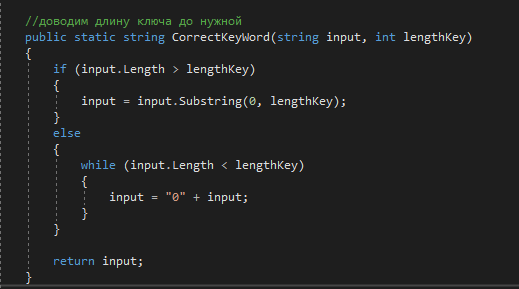 //доводим длину ключа до нужной
public static string CorrectKeyWord(string input, int lengthKey)
{
if (input.Length > lengthKey)
{
input = input.Substring(0, lengthKey);
}
else
{
while (input.Length < lengthKey)
{
input = "0" + input;
}
}
return input;
}